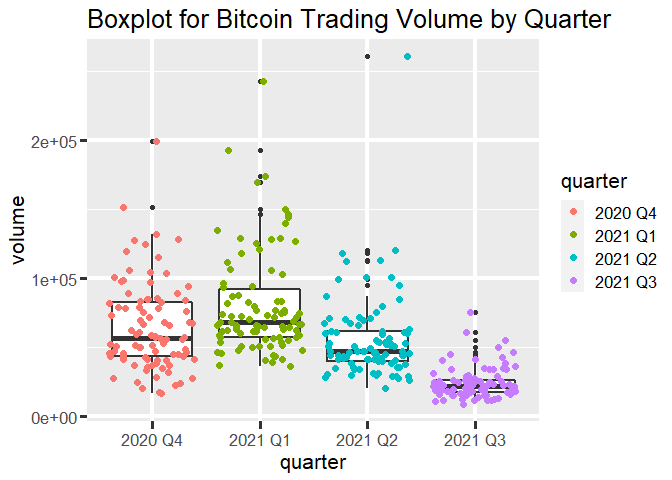 Boxplot for Bitcoin Trading Volume by Quarter
volume
2e+05
1e+05
0e+00
2020 Q4
2021 Q1
2021 Q2
2021 Q3
quarter
quarter
2020 Q4
2021 Q1
2021 Q2
2021 Q3